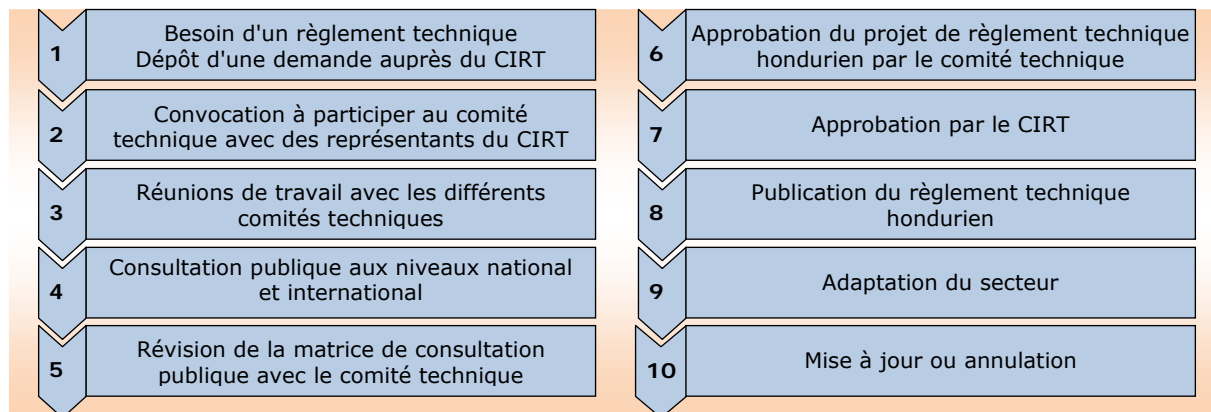 1
Besoin d'un règlement technique
Dépôt d'une demande auprès du CIRT
2
Convocation à participer au comité
technique avec des représentants du CIRT
3
Réunions de travail avec les différents
comités techniques
4
Consultation publique aux niveaux national
et international
5
Révision de la matrice de consultation
publique avec le comité technique
6
Approbation du projet de règlement technique
hondurien par le comité technique
7
Approbation par le CIRT
8
Publication du règlement technique
hondurien
9
Adaptation du secteur
10
Mise à jour ou annulation